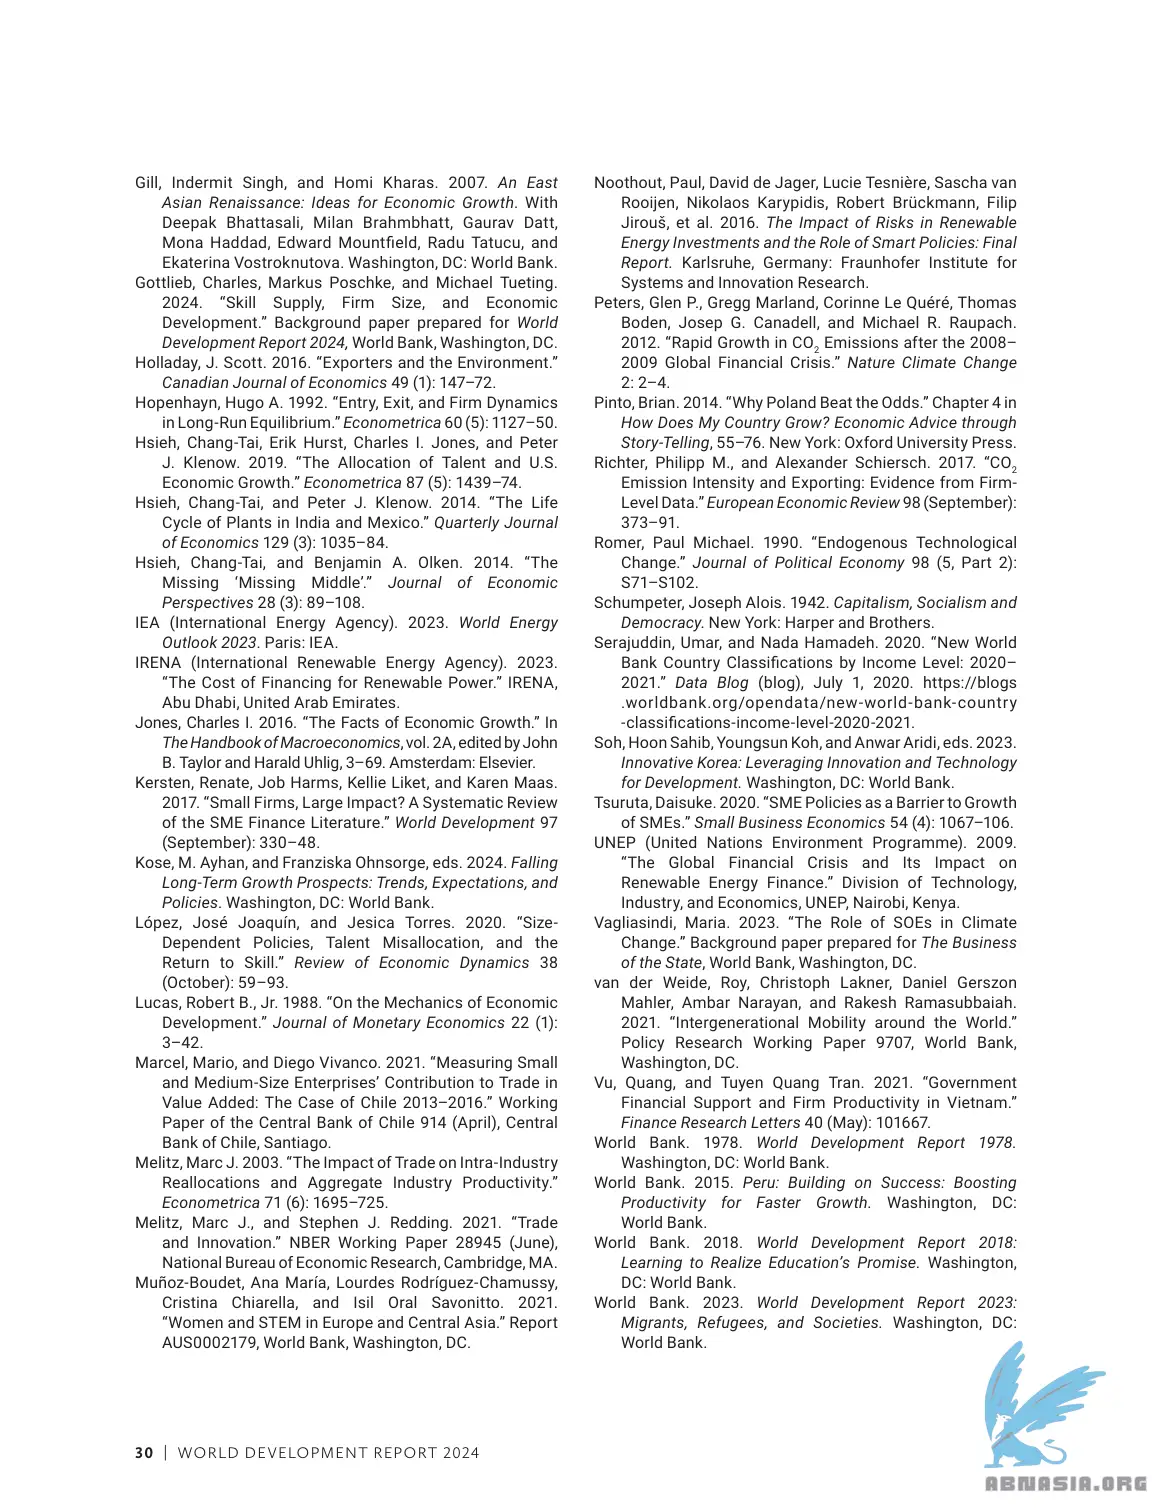 Gill, Indermit Singh, and Homi Kharas. 2007. An East
Asian Renaissance: Ideas for Economic Growth. With
Deepak Bhattasali, Milan Brahmbhatt, Gaurav Datt,
Mona Haddad, Edward Mountfield, Radu Tatucu, and
Ekaterina Vostroknutova. Washington, DC: World Bank.
Gottlieb, Charles, Markus Poschke, and Michael Tueting.
2024. “Skill Supply, Firm Size, and Economic
Development.” Background paper prepared for World
Development Report 2024, World Bank, Washington, DC.
Holladay, J. Scott. 2016. “Exporters and the Environment.”
Canadian Journal of Economics 49 (1): 147–72.
Hopenhayn, Hugo A. 1992. “Entry, Exit, and Firm Dynamics
in Long-Run Equilibrium.” Econometrica 60 (5): 1127–50.
Hsieh, Chang-Tai, Erik Hurst, Charles I. Jones, and Peter
J. Klenow. 2019. “The Allocation of Talent and U.S.
Economic Growth.” Econometrica 87 (5): 1439–74.
Hsieh, Chang-Tai, and Peter J. Klenow. 2014. “The Life
Cycle of Plants in India and Mexico.” Quarterly Journal
of Economics 129 (3): 1035–84.
Hsieh, Chang-Tai, and Benjamin A. Olken. 2014. “The
Missing ‘Missing Middle’.” Journal of Economic
Perspectives 28 (3): 89–108.
IEA (International Energy Agency). 2023. World Energy
Outlook 2023. Paris: IEA.
IRENA (International Renewable Energy Agency). 2023.
“The Cost of Financing for Renewable Power.” IRENA,
Abu Dhabi, United Arab Emirates.
Jones, Charles I. 2016. “The Facts of Economic Growth.” In
The Handbook of Macroeconomics, vol. 2A, edited by John
B. Taylor and Harald Uhlig, 3–69. Amsterdam: Elsevier.
Kersten, Renate, Job Harms, Kellie Liket, and Karen Maas.
2017. “Small Firms, Large Impact? A Systematic Review
of the SME Finance Literature.” World Development 97
(September): 330–48.
Kose, M. Ayhan, and Franziska Ohnsorge, eds. 2024. Falling
Long-Term Growth Prospects: Trends, Expectations, and
Policies. Washington, DC: World Bank.
López, José Joaquín, and Jesica Torres. 2020. “Size-
Dependent Policies, Talent Misallocation, and the
Return to Skill.” Review of Economic Dynamics 38
(October): 59–93.
Lucas, Robert B., Jr. 1988. “On the Mechanics of Economic
Development.” Journal of Monetary Economics 22 (1):
3–42.
Marcel, Mario, and Diego Vivanco. 2021. “Measuring Small
and Medium-Size Enterprises’ Contribution to Trade in
Value Added: The Case of Chile 2013–2016.” Working
Paper of the Central Bank of Chile 914 (April), Central
Bank of Chile, Santiago.
Melitz, Marc J. 2003. “The Impact of Trade on Intra-Industry
Reallocations and Aggregate Industry Productivity.”
Econometrica 71 (6): 1695–725.
Melitz, Marc J., and Stephen J. Redding. 2021. “Trade
and Innovation.” NBER Working Paper 28945 (June),
National Bureau of Economic Research, Cambridge, MA.
Muñoz-Boudet, Ana María, Lourdes Rodríguez-Chamussy,
Cristina Chiarella, and Isil Oral Savonitto. 2021.
“Women and STEM in Europe and Central Asia.” Report
AUS0002179, World Bank, Washington, DC.
Noothout, Paul, David de Jager, Lucie Tesnière, Sascha van
Rooijen, Nikolaos Karypidis, Robert Brückmann, Filip
Jirouš, et al. 2016. The Impact of Risks in Renewable
Energy Investments and the Role of Smart Policies: Final
Report. Karlsruhe, Germany: Fraunhofer Institute for
Systems and Innovation Research.
Peters, Glen P., Gregg Marland, Corinne Le Quéré, Thomas
Boden, Josep G. Canadell, and Michael R. Raupach.
2012. “Rapid Growth in CO2 Emissions after the 2008–
2009 Global Financial Crisis.” Nature Climate Change
2: 2–4.
Pinto, Brian. 2014. “Why Poland Beat the Odds.” Chapter 4 in
How Does My Country Grow? Economic Advice through
Story-Telling, 55–76. New York: Oxford University Press.
Richter, Philipp M., and Alexander Schiersch. 2017. “CO2
Emission Intensity and Exporting: Evidence from Firm-
Level Data.” European Economic Review 98 (September):
373–91.
Romer, Paul Michael. 1990. “Endogenous Technological
Change.” Journal of Political Economy 98 (5, Part 2):
S71–S102.
Schumpeter, Joseph Alois. 1942. Capitalism, Socialism and
Democracy. New York: Harper and Brothers.
Serajuddin, Umar, and Nada Hamadeh. 2020. “New World
Bank Country Classifications by Income Level: 2020–
2021.” Data Blog (blog), July 1, 2020. https://blogs
.worldbank.org/opendata/new-world-bank-country
-classifications-income-level-2020-2021.
Soh, Hoon Sahib, Youngsun Koh, and Anwar Aridi, eds. 2023.
Innovative Korea: Leveraging Innovation and Technology
for Development. Washington, DC: World Bank.
Tsuruta, Daisuke. 2020. “SME Policies as a Barrier to Growth
of SMEs.” Small Business Economics 54 (4): 1067–106.
UNEP (United Nations Environment Programme). 2009.
“The Global Financial Crisis and Its Impact on
Renewable Energy Finance.” Division of Technology,
Industry, and Economics, UNEP, Nairobi, Kenya.
Vagliasindi, Maria. 2023. “The Role of SOEs in Climate
Change.” Background paper prepared for The Business
of the State, World Bank, Washington, DC.
van der Weide, Roy, Christoph Lakner, Daniel Gerszon
Mahler, Ambar Narayan, and Rakesh Ramasubbaiah.
2021. “Intergenerational Mobility around the World.”
Policy Research Working Paper 9707, World Bank,
Washington, DC.
Vu, Quang, and Tuyen Quang Tran. 2021. “Government
Financial Support and Firm Productivity in Vietnam.”
Finance Research Letters 40 (May): 101667.
World Bank. 1978. World Development Report 1978.
Washington, DC: World Bank.
World Bank. 2015. Peru: Building on Success: Boosting
Productivity for Faster Growth. Washington, DC:
World Bank.
World Bank. 2018. World Development Report 2018:
Learning to Realize Education’s Promise. Washington,
DC: World Bank.
World Bank. 2023. World Development Report 2023:
Migrants, Refugees, and Societies. Washington, DC:
World Bank.
30 | WORLD DEVELOPMENT REPORT 2024
ABNASIA.ORG